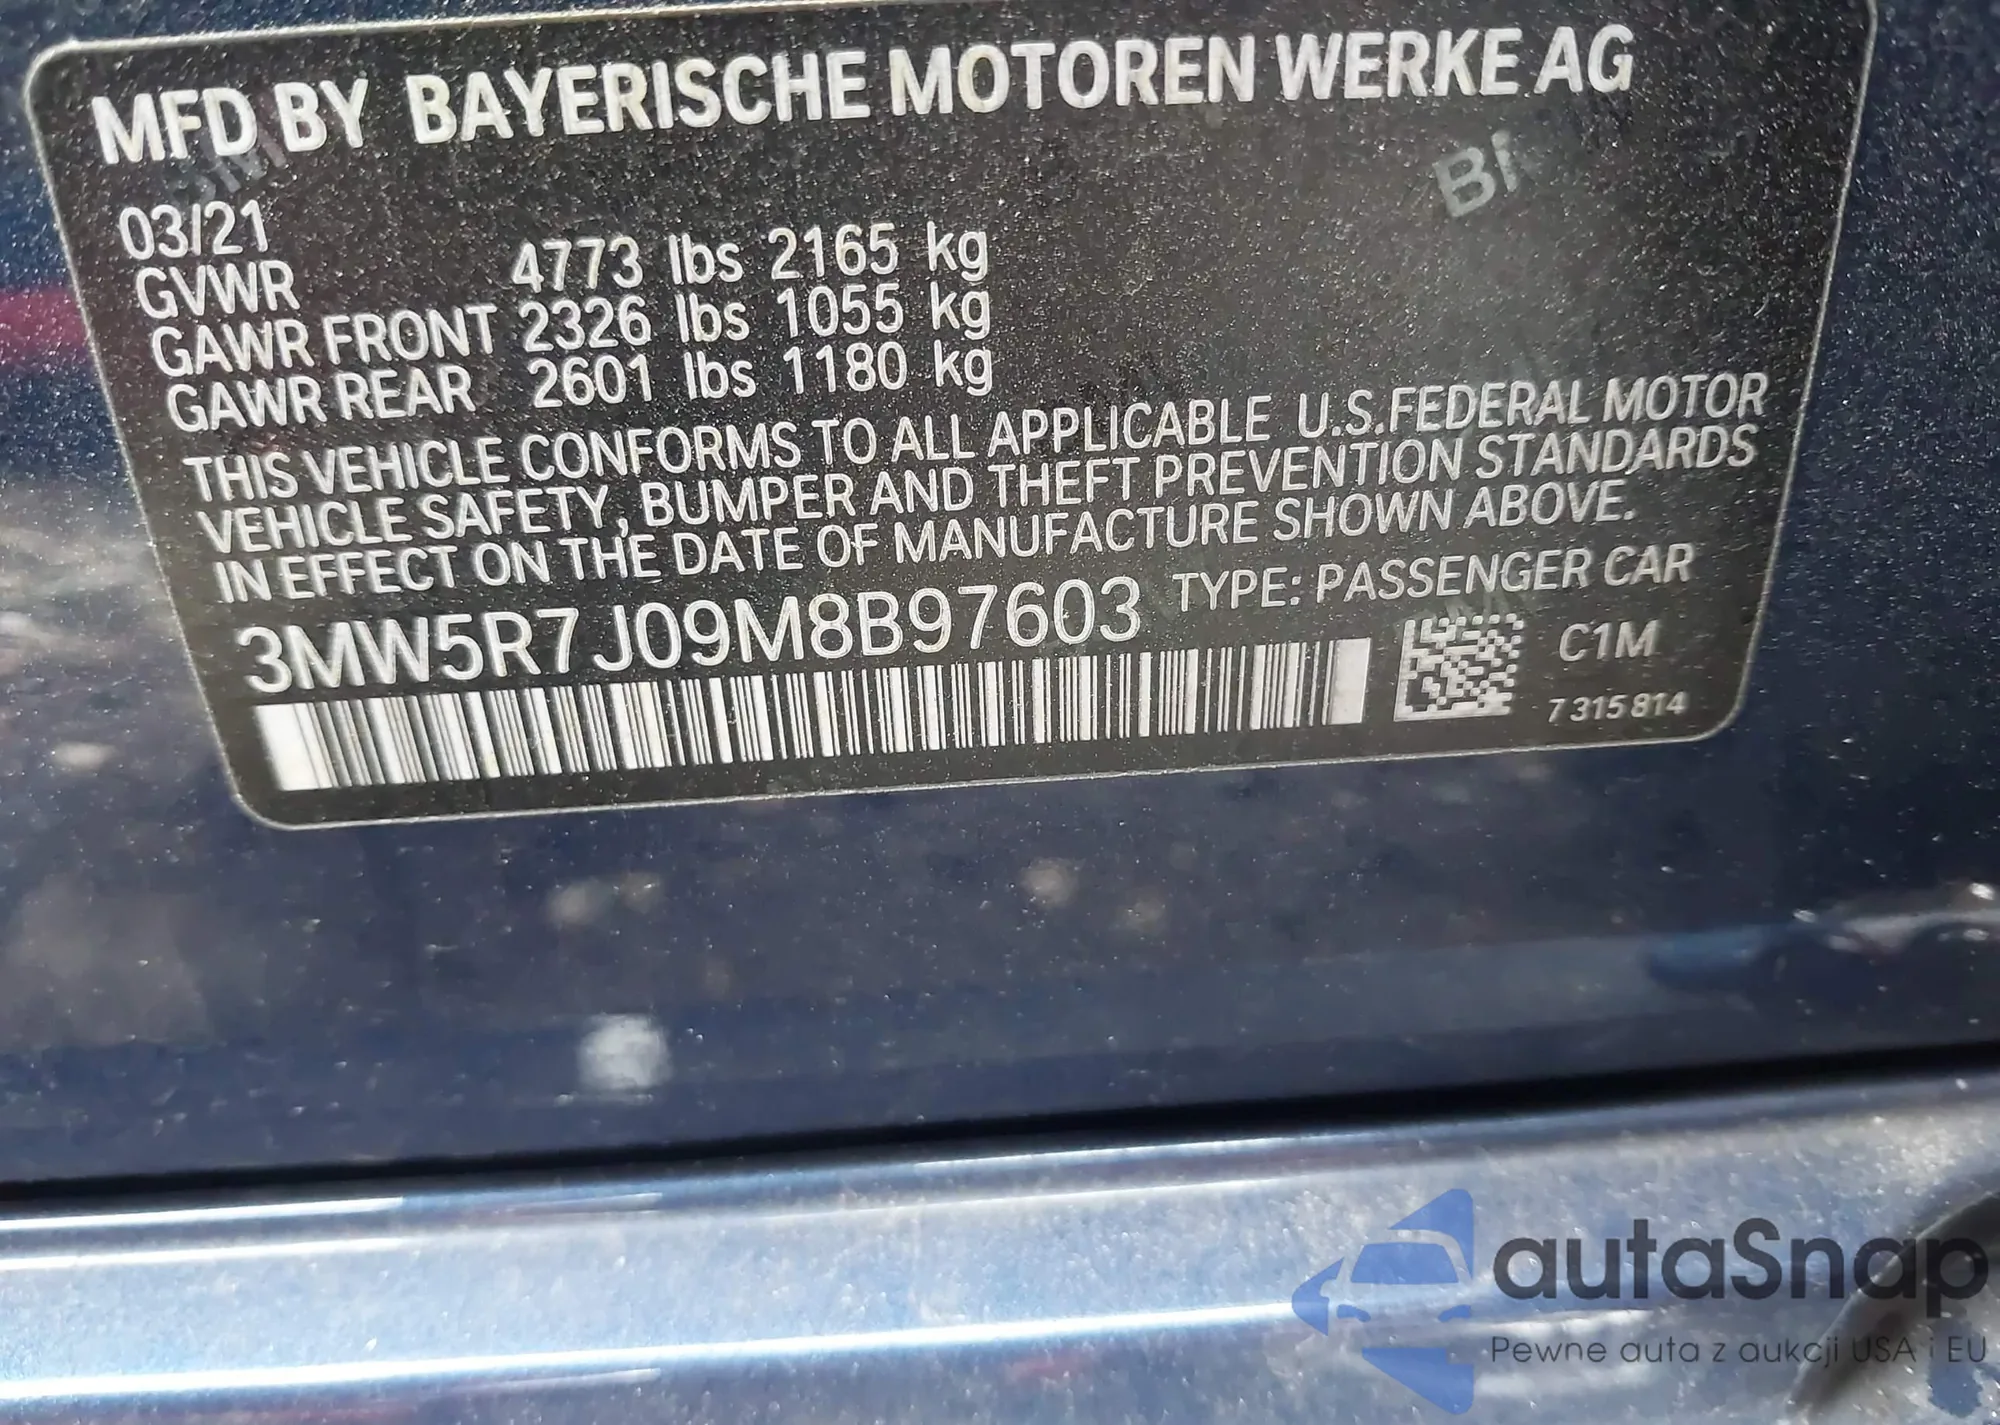 MFD BY BAYERISCHE MOTOREN WERKE AG
03/21
GVWR 4773 lbs 2165 kg
GAWR FRONT 2326 lbs 1055 kg
GAWR REAR 2601 lbs 1180 kg
THIS VEHICLE CONFORMS TO ALL APPLICABLE U.S.FEDERAL MOTOR
VEHICLE SAFETY, BUMPER AND THEFT PREVENTION STANDARDS
IN EFFECT ON THE DATE OF MANUFACTURE SHOWN ABOVE.
3MW5R7J09M8B97603 TYPE: PASSENGER CAR
C1M
7 315 814
autaSnap
Pewne auta z aukcji USA i EU